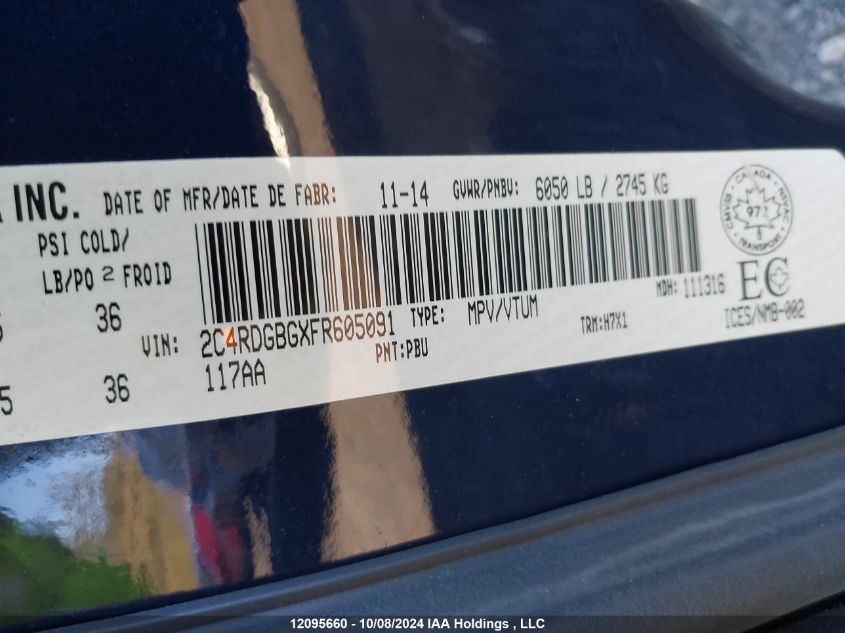 INC. DATE OF MFR/DATE DE FABR: 11-14 GVWR/PNBV: 6050 LB / 2745 KG
PSI COLD/
LB/PO 2 FROID
36
VIN: 2C4RDGBGXFR605091 TYPE: MPV/VTUM MDH: 111316
5 36 117AA PNT:PBU TRM:H7X1
CANADA
TRANSPORT
EC
ICES/NMB-002
12095660 - 10/08/2024 IAA Holdings , LLC